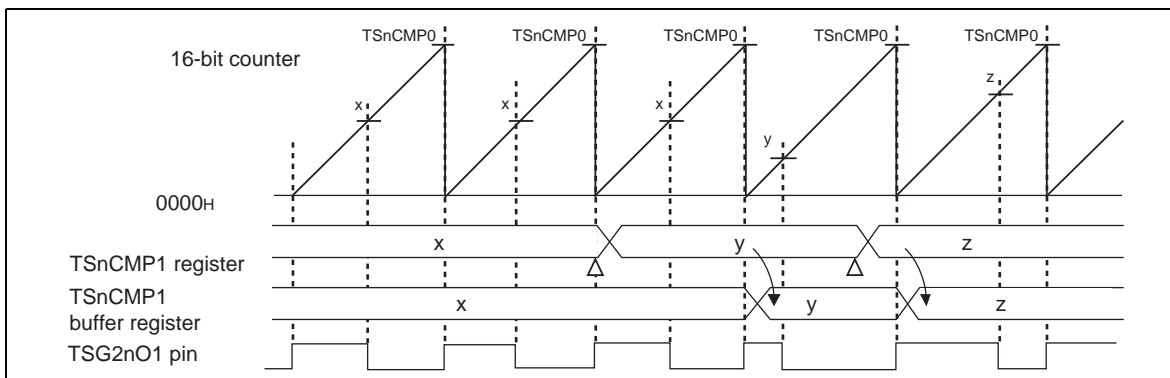 TSnCMP0 TSnCMP0 TSnCMP0 TSnCMP0 TSnCMP0
16-bit counter
x x x y z
0000H
x y z
TSnCMP1 register
TSnCMP1
buffer register
x y z
TSG2nO1 pin